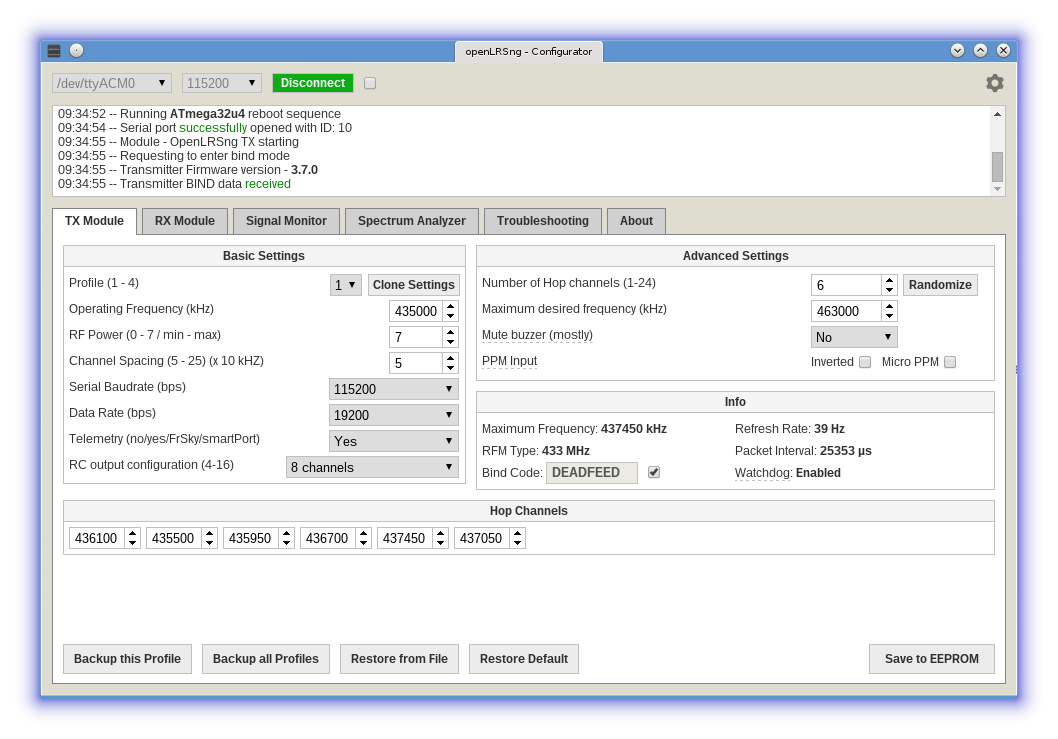 openLRSng - Configurator
/dev/ttyACM0 115200 Disconnect
09:34:52 -- Running ATmega32u4 reboot sequence
09:34:54 -- Serial port successfully opened with ID: 10
09:34:55 -- Module - OpenLRSng TX starting
09:34:55 -- Requesting to enter bind mode
09:34:55 -- Transmitter Firmware version - 3.7.0
09:34:55 -- Transmitter BIND data received
TX Module RX Module Signal Monitor Spectrum Analyzer Troubleshooting About
Basic Settings
Profile (1 - 4) 1 Clone Settings
Operating Frequency (kHz) 435000
RF Power (0 - 7 / min - max) 7
Channel Spacing (5 - 25) (x 10 kHZ) 5
Serial Baudrate (bps) 115200
Data Rate (bps) 19200
Telemetry (no/yes/FrSky/smartPort) Yes
RC output configuration (4-16) 8 channels
Advanced Settings
Number of Hop channels (1-24) 6 Randomize
Maximum desired frequency (kHz) 463000
Mute buzzer (mostly) No
PPM Input Inverted Micro PPM
Info
Maximum Frequency: 437450 kHz Refresh Rate: 39 Hz
RFM Type: 433 MHz Packet Interval: 25353 µs
Bind Code: DEADFEED Watchdog: Enabled
Hop Channels
436100 435500 435950 436700 437450 437050
Backup this Profile Backup all Profiles Restore from File Restore Default Save to EEPROM